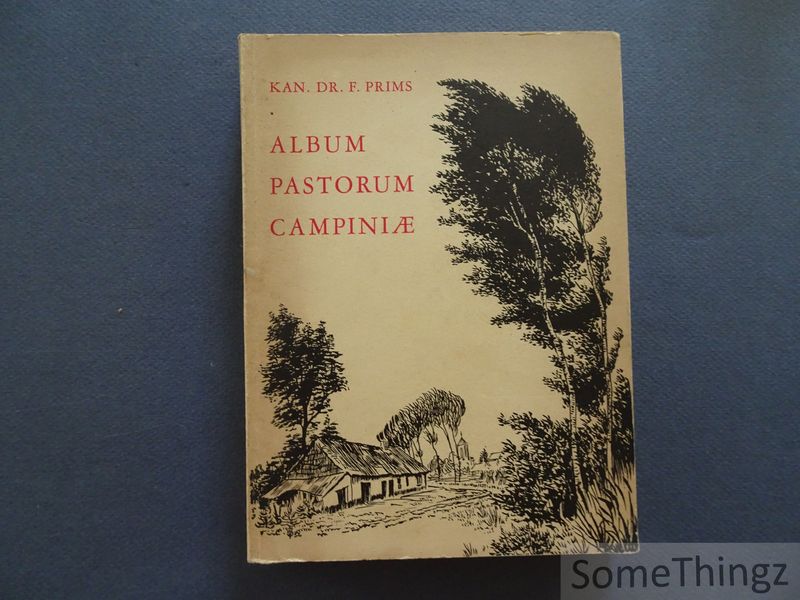 KAN. DR. F. PRIMS
ALBUM
PASTORUM
CAMPINIÆ
SomeThingz